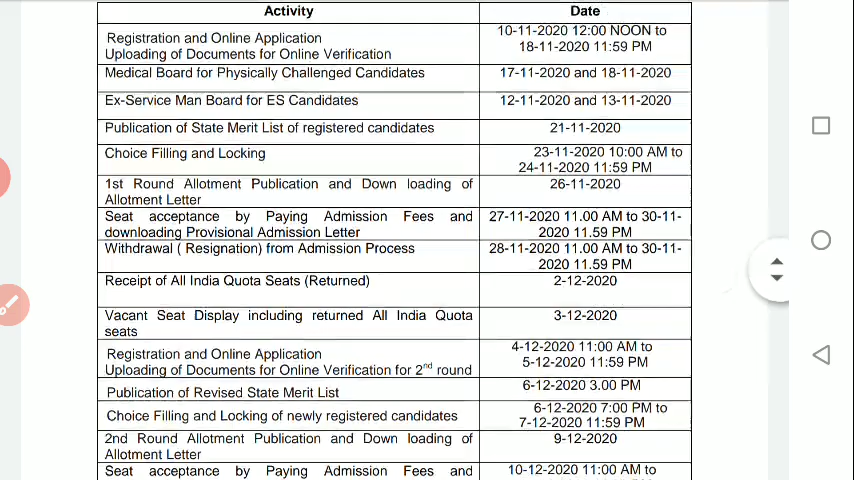 Activity Date
Registration and Online Application
Uploading of Documents for Online Verification
10-11-2020 12:00 NOON to
18-11-2020 11:59 PM
Medical Board for Physically Challenged Candidates 17-11-2020 and 18-11-2020
Ex-Service Man Board for ES Candidates 12-11-2020 and 13-11-2020
Publication of State Merit List of registered candidates 21-11-2020
Choice Filling and Locking
23-11-2020 10:00 AM to
24-11-2020 11:59 PM
1st Round Allotment Publication and Down loading of
Allotment Letter
26-11-2020
Seat acceptance by Paying Admission Fees and
downloading Provisional Admission Letter
27-11-2020 11.00 AM to 30-11-
2020 11.59 PM
Withdrawal ( Resignation) from Admission Process
28-11-2020 11.00 AM to 30-11-
2020 11.59 PM
Receipt of All India Quota Seats (Returned) 2-12-2020
Vacant Seat Display including returned All India Quota
seats
3-12-2020
Registration and Online Application
Uploading of Documents for Online Verification for 2nd round
4-12-2020 11:00 AM to
5-12-2020 11:59 PM
Publication of Revised State Merit List 6-12-2020 3.00 PM
Choice Filling and Locking of newly registered candidates
6-12-2020 7:00 PM to
7-12-2020 11:59 PM
2nd Round Allotment Publication and Down loading of
Allotment Letter
9-12-2020
Seat acceptance by Paying Admission Fees and
10-12-2020 11:00 AM to